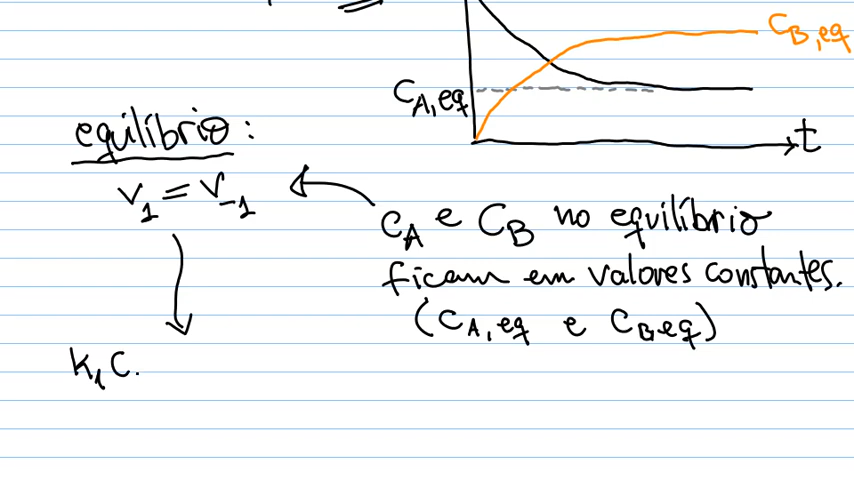 C_B,eq
C_A,eq
t
equilíbrio:
v_1 = v_-1
C_A e C_B no equilíbrio
ficam em valores constantes.
(C_A,eq e C_B,eq)
k_1 C